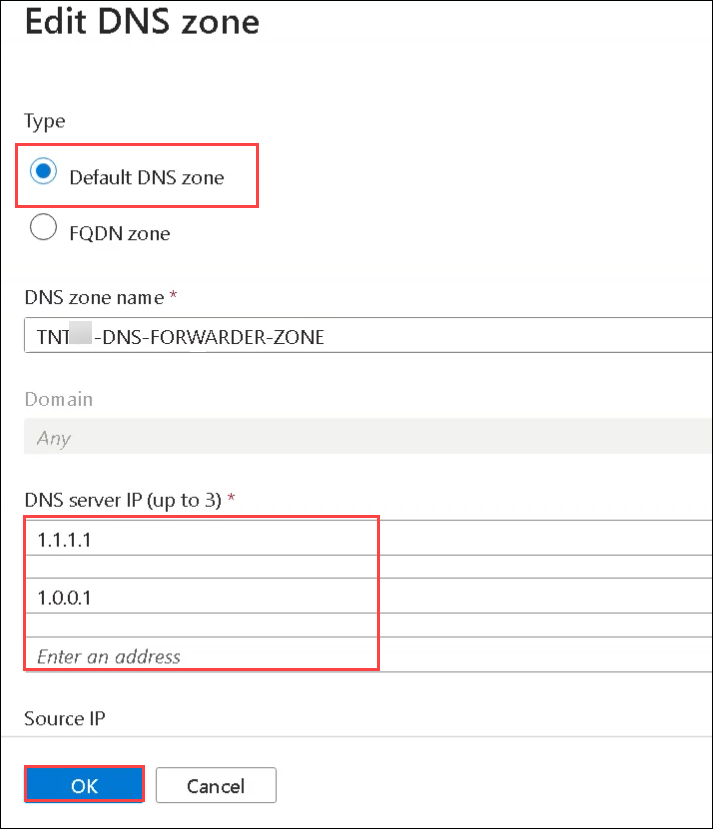 Edit DNS zone
Type
Default DNS zone
FQDN zone
DNS zone name *
TNT -DNS-FORWARDER-ZONE
Domain
Any
DNS server IP (up to 3) *
1.1.1.1
1.0.0.1
Enter an address
Source IP
OK
Cancel